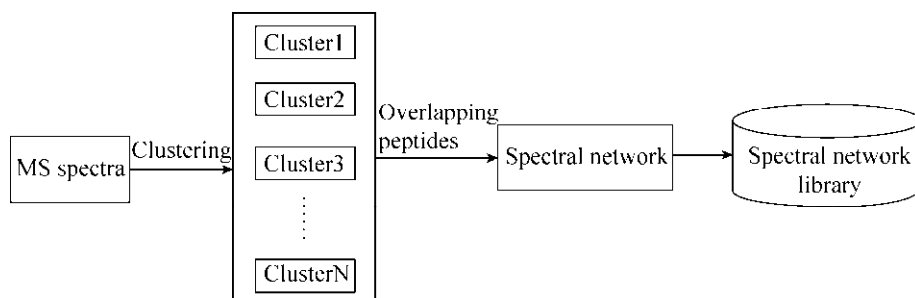 MS spectra
Clustering
Cluster1
Cluster2
Cluster3
ClusterN
Overlapping
peptides
Spectral network
Spectral network
library